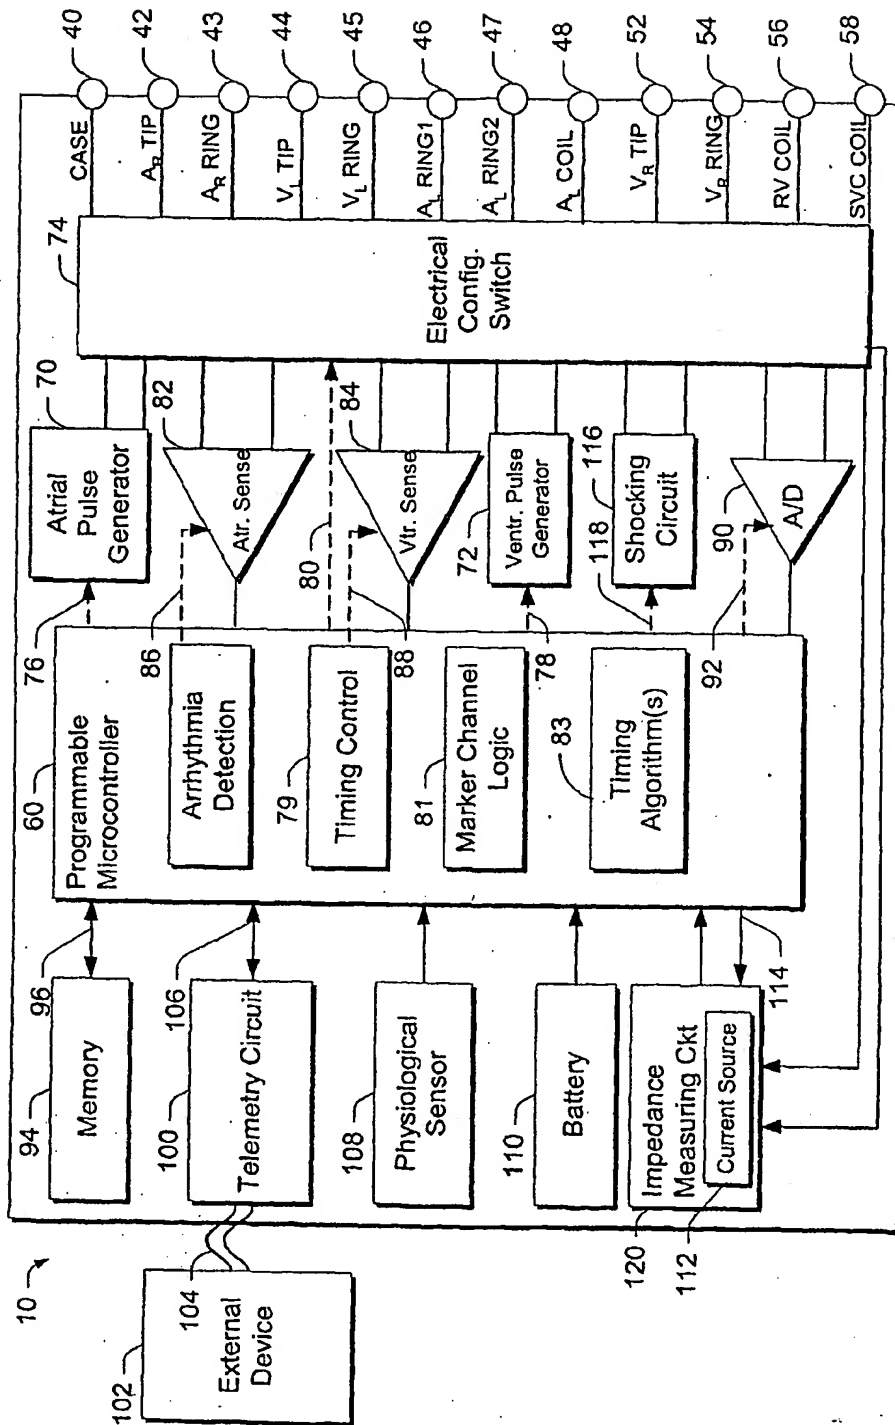 40
42
43
44
45
46
47
48
52
54
56
58
CASE
A_R TIP
A_R RING
V_L TIP
V_L RING
A_L RING1
A_L RING2
A_L COIL
V_R TIP
V_R RING
RV COIL
SVC COIL
74
Electrical
Config.
Switch
70
Atrial
Pulse
Generator
82
Atr. Sense
84
Vtr. Sense
72
Ventr. Pulse
Generator
116
Shocking
Circuit
90
A/D
76
86
80
88
78
118
92
60
Programmable
Microcontroller
Arrhythmia
Detection
79
Timing Control
81
Marker Channel
Logic
83
Timing
Algorithm(s)
96
106
114
94
Memory
100
Telemetry Circuit
108
Physiological
Sensor
110
Battery
120
Impedance
Measuring Ckt
Current Source
112
10
104
102
External
Device